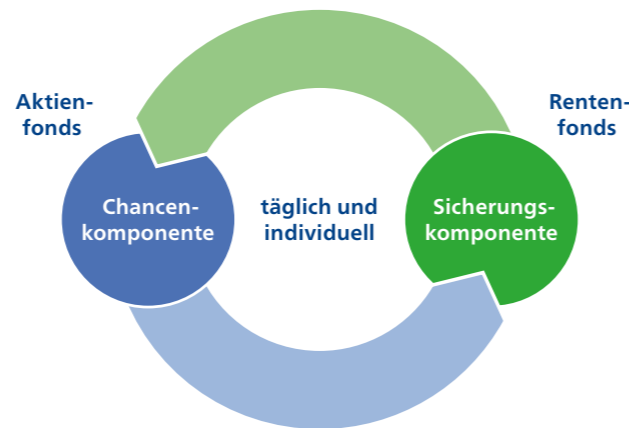 Aktien-
fonds
Renten-
fonds
Chancen-
komponente
täglich und
individuell
Sicherungs-
komponente